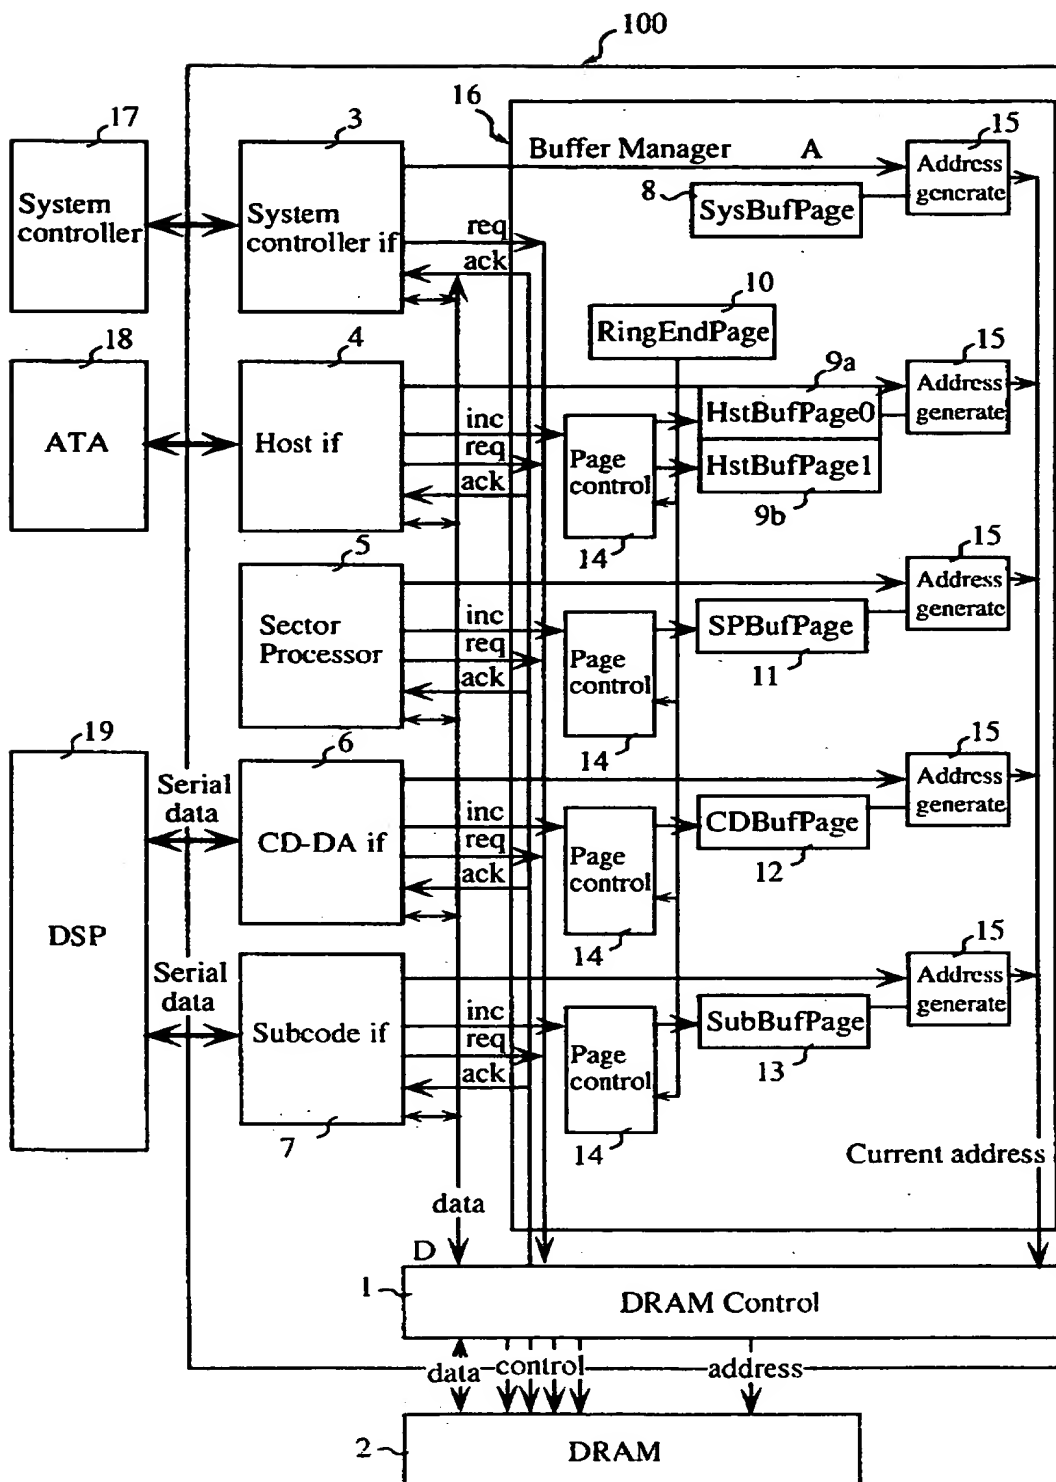 100
17
3
16
15
System
controller
System
controller if
Buffer Manager
A
Address
generate
8
SysBufPage
req
ack
10
RingEndPage
18
4
9a
15
ATA
Host if
inc
req
ack
Page
control
HstBufPage0
HstBufPage1
Address
generate
14
9b
5
15
Sector
Processor
inc
req
ack
Page
control
SPBufPage
Address
generate
11
14
19
6
15
Serial
data
CD-DA if
inc
req
ack
Page
control
CDBufPage
Address
generate
12
DSP
14
15
Serial
data
Subcode if
inc
req
ack
Page
control
SubBufPage
Address
generate
13
7
14
Current address
data
D
1
DRAM Control
data
control
address
2
DRAM